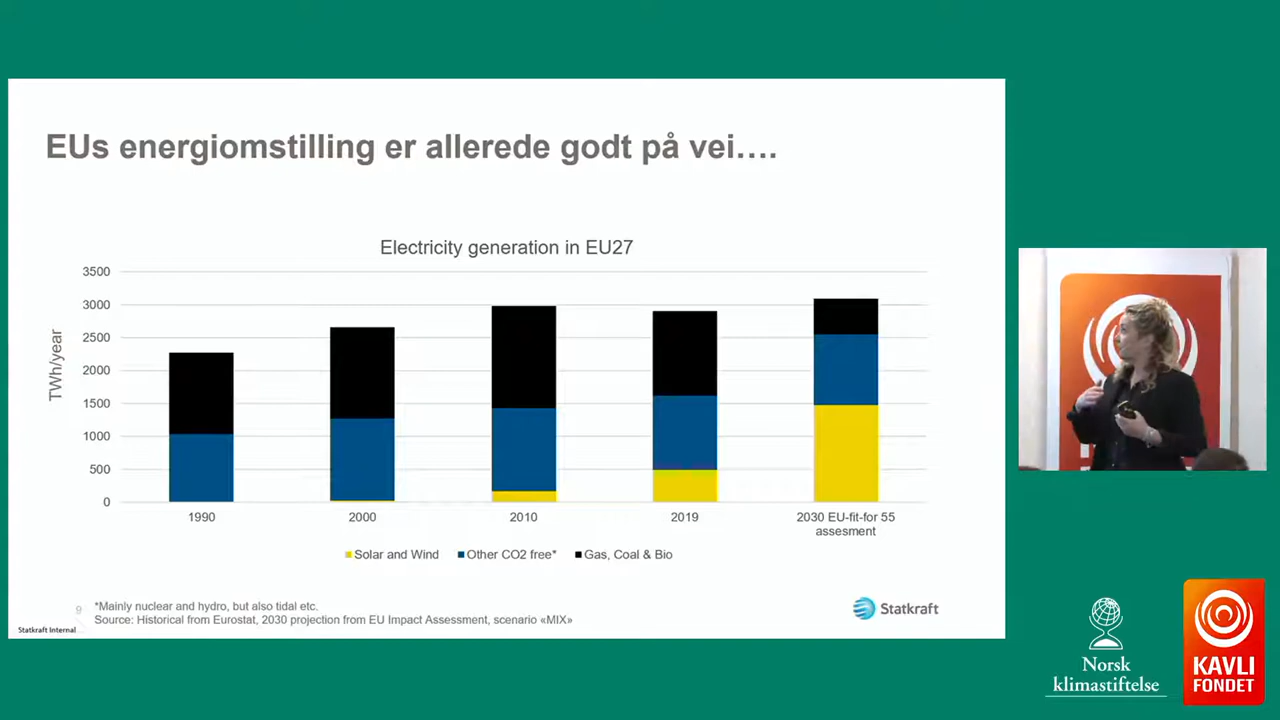 EUs energiomstilling er allerede godt på vei….
Electricity generation in EU27
TWh/year
3500
3000
2500
2000
1500
1000
500
0
1990
2000
2010
2019
2030 EU-fit-for 55
assesment
Solar and Wind
Other CO2 free*
Gas, Coal & Bio
9
*Mainly nuclear and hydro, but also tidal etc.
Source: Historical from Eurostat, 2030 projection from EU Impact Assessment, scenario «MIX»
Statkraft Internal
Statkraft
Norsk
klimastiftelse
KAVLI
FONDET